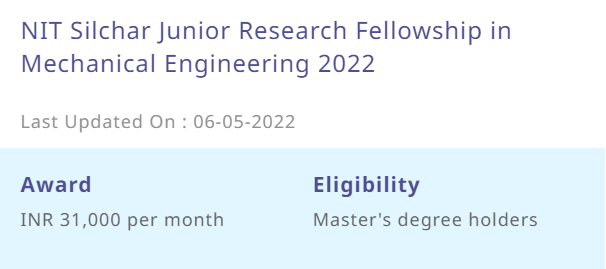 NIT Silchar Junior Research Fellowship in
Mechanical Engineering 2022
Last Updated On : 06-05-2022
Award
Eligibility
INR 31,000 per month
Master's degree holders